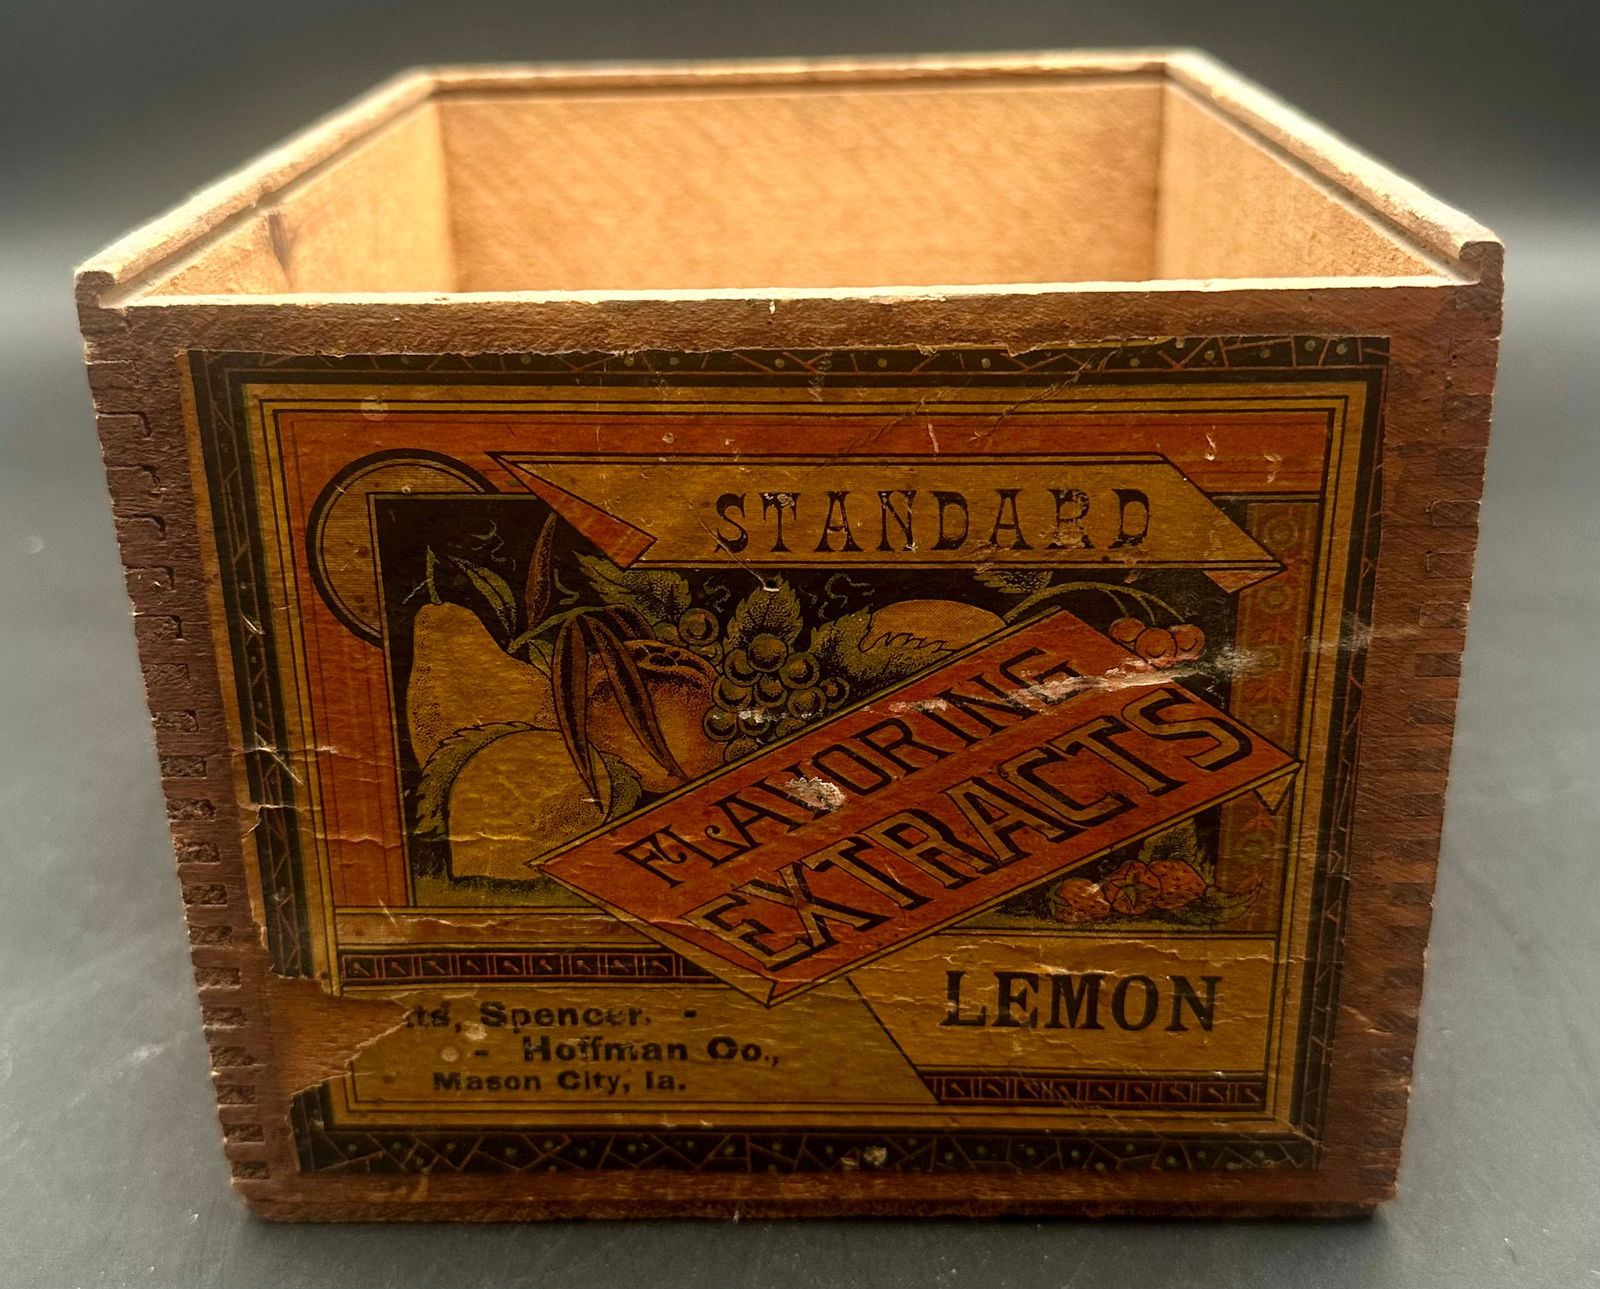 STANDARD
FLAVORING
EXTRACTS
LEMON
Spencer. -
- Hoffman Co.,
Mason City, Ia.